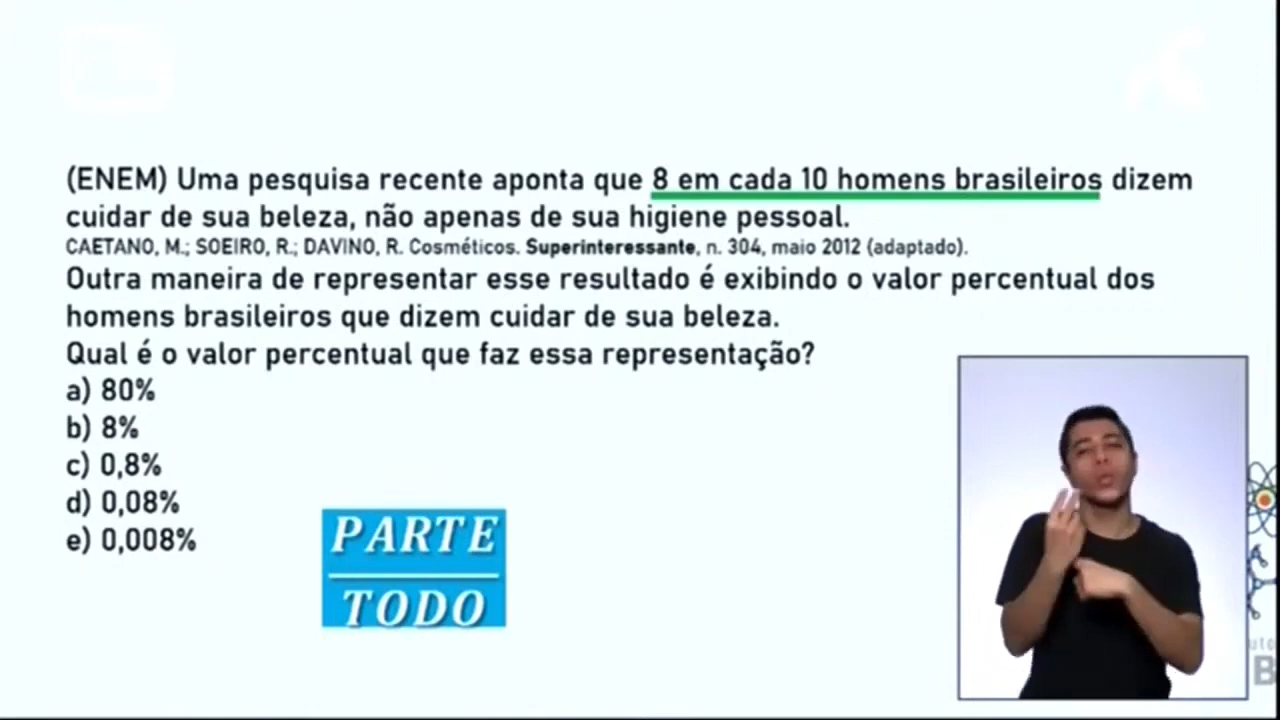 (ENEM) Uma pesquisa recente aponta que 8 em cada 10 homens brasileiros dizem
cuidar de sua beleza, não apenas de sua higiene pessoal.
CAETANO, M.; SOEIRO, R.; DAVINO, R. Cosméticos. Superinteressante, n. 304, maio 2012 (adaptado).
Outra maneira de representar esse resultado é exibindo o valor percentual dos
homens brasileiros que dizem cuidar de sua beleza.
Qual é o valor percentual que faz essa representação?
a) 80%
b) 8%
c) 0,8%
d) 0,08%
e) 0,008%
PARTE
TODO